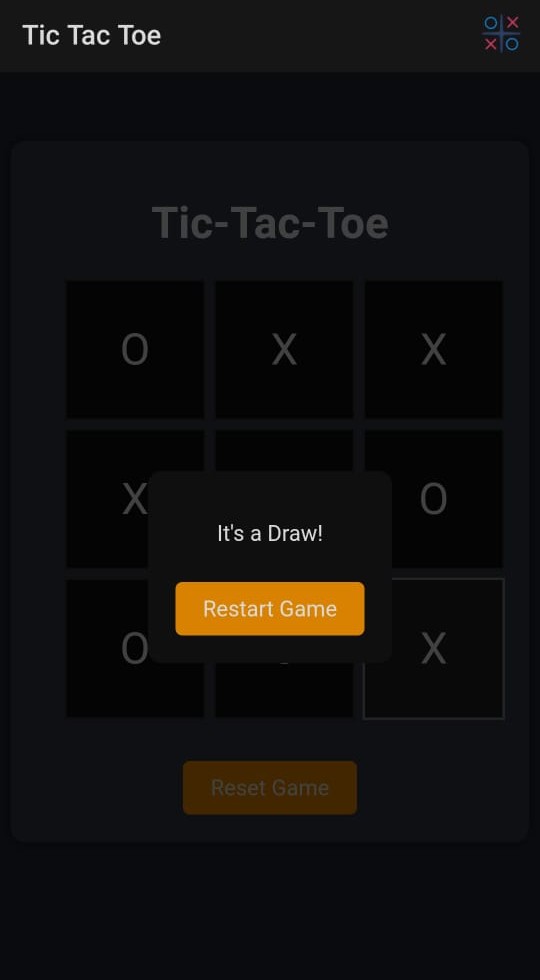 Tic Tac Toe
Tic-Tac-Toe
O X X
X O
It's a Draw!
Restart Game
O X
Reset Game